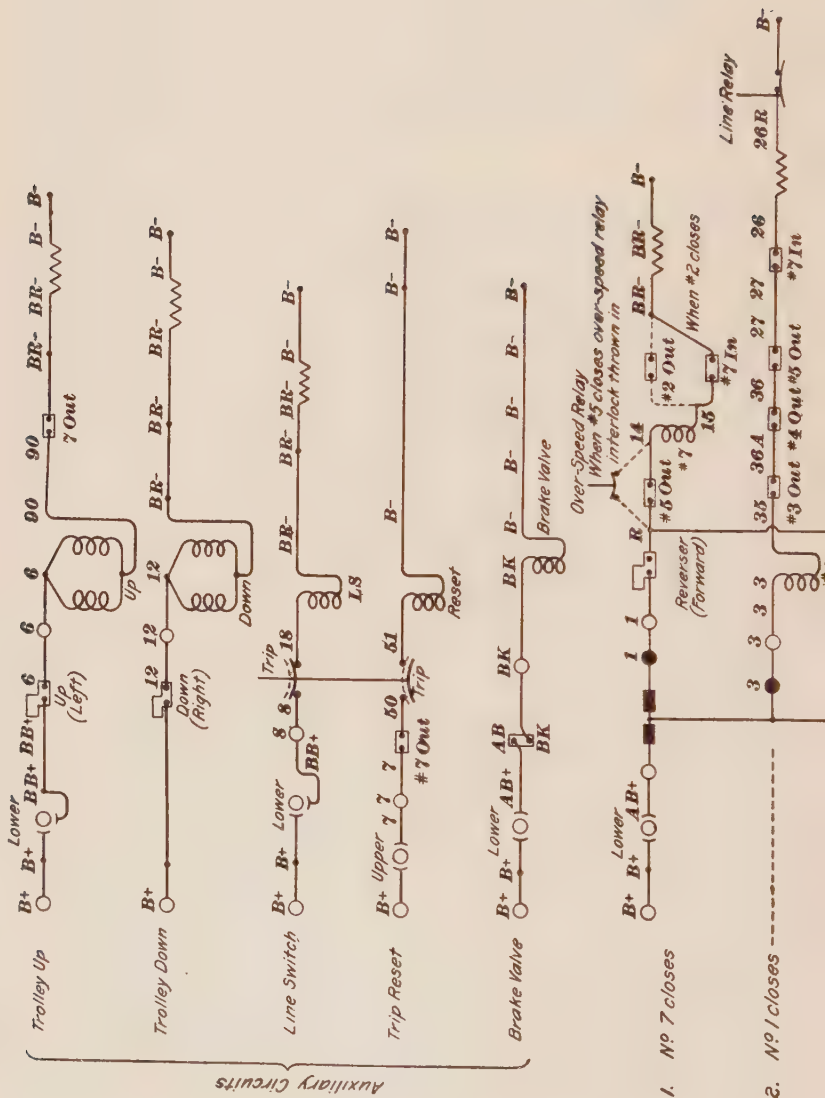 Auxiliary Circuits
Trolley Up
B+ B+ Lower BB+ BB+ 6 6 6 90 90 BR- BR- B- B-
Up (Left)
Up
7 Out
Trolley Down
B+ 12 12 12 BR- BR- BR- B- B-
Down (Right)
Down
Line Switch
B+ B+ Lower BB+ 8 8 Trip 18 BR- BR- BR- B- B-
LS
Trip Reset
B+ Upper 7 7 7 50 51 B- B- B-
#7 Out
Trip
Reset
Brake Valve
B+ B+ Lower AB+ AB BK BK B- B- B- B-
BK
Brake Valve
Over-Speed Relay
When #5 closes over-speed relay
interlock thrown in
1. No 7 closes
B+ B+ Lower AB+ 1 1 R 14 15 BR- BR- B-
Reverser
(Forward)
#5 Out
#7
#2 Out
#7 In
When #2 closes
Line Relay
2. No 1 closes
3 3 3 3 35 36A 36 27 27 26 26R B-
#3 Out #4 Out #5 Out
#7 In